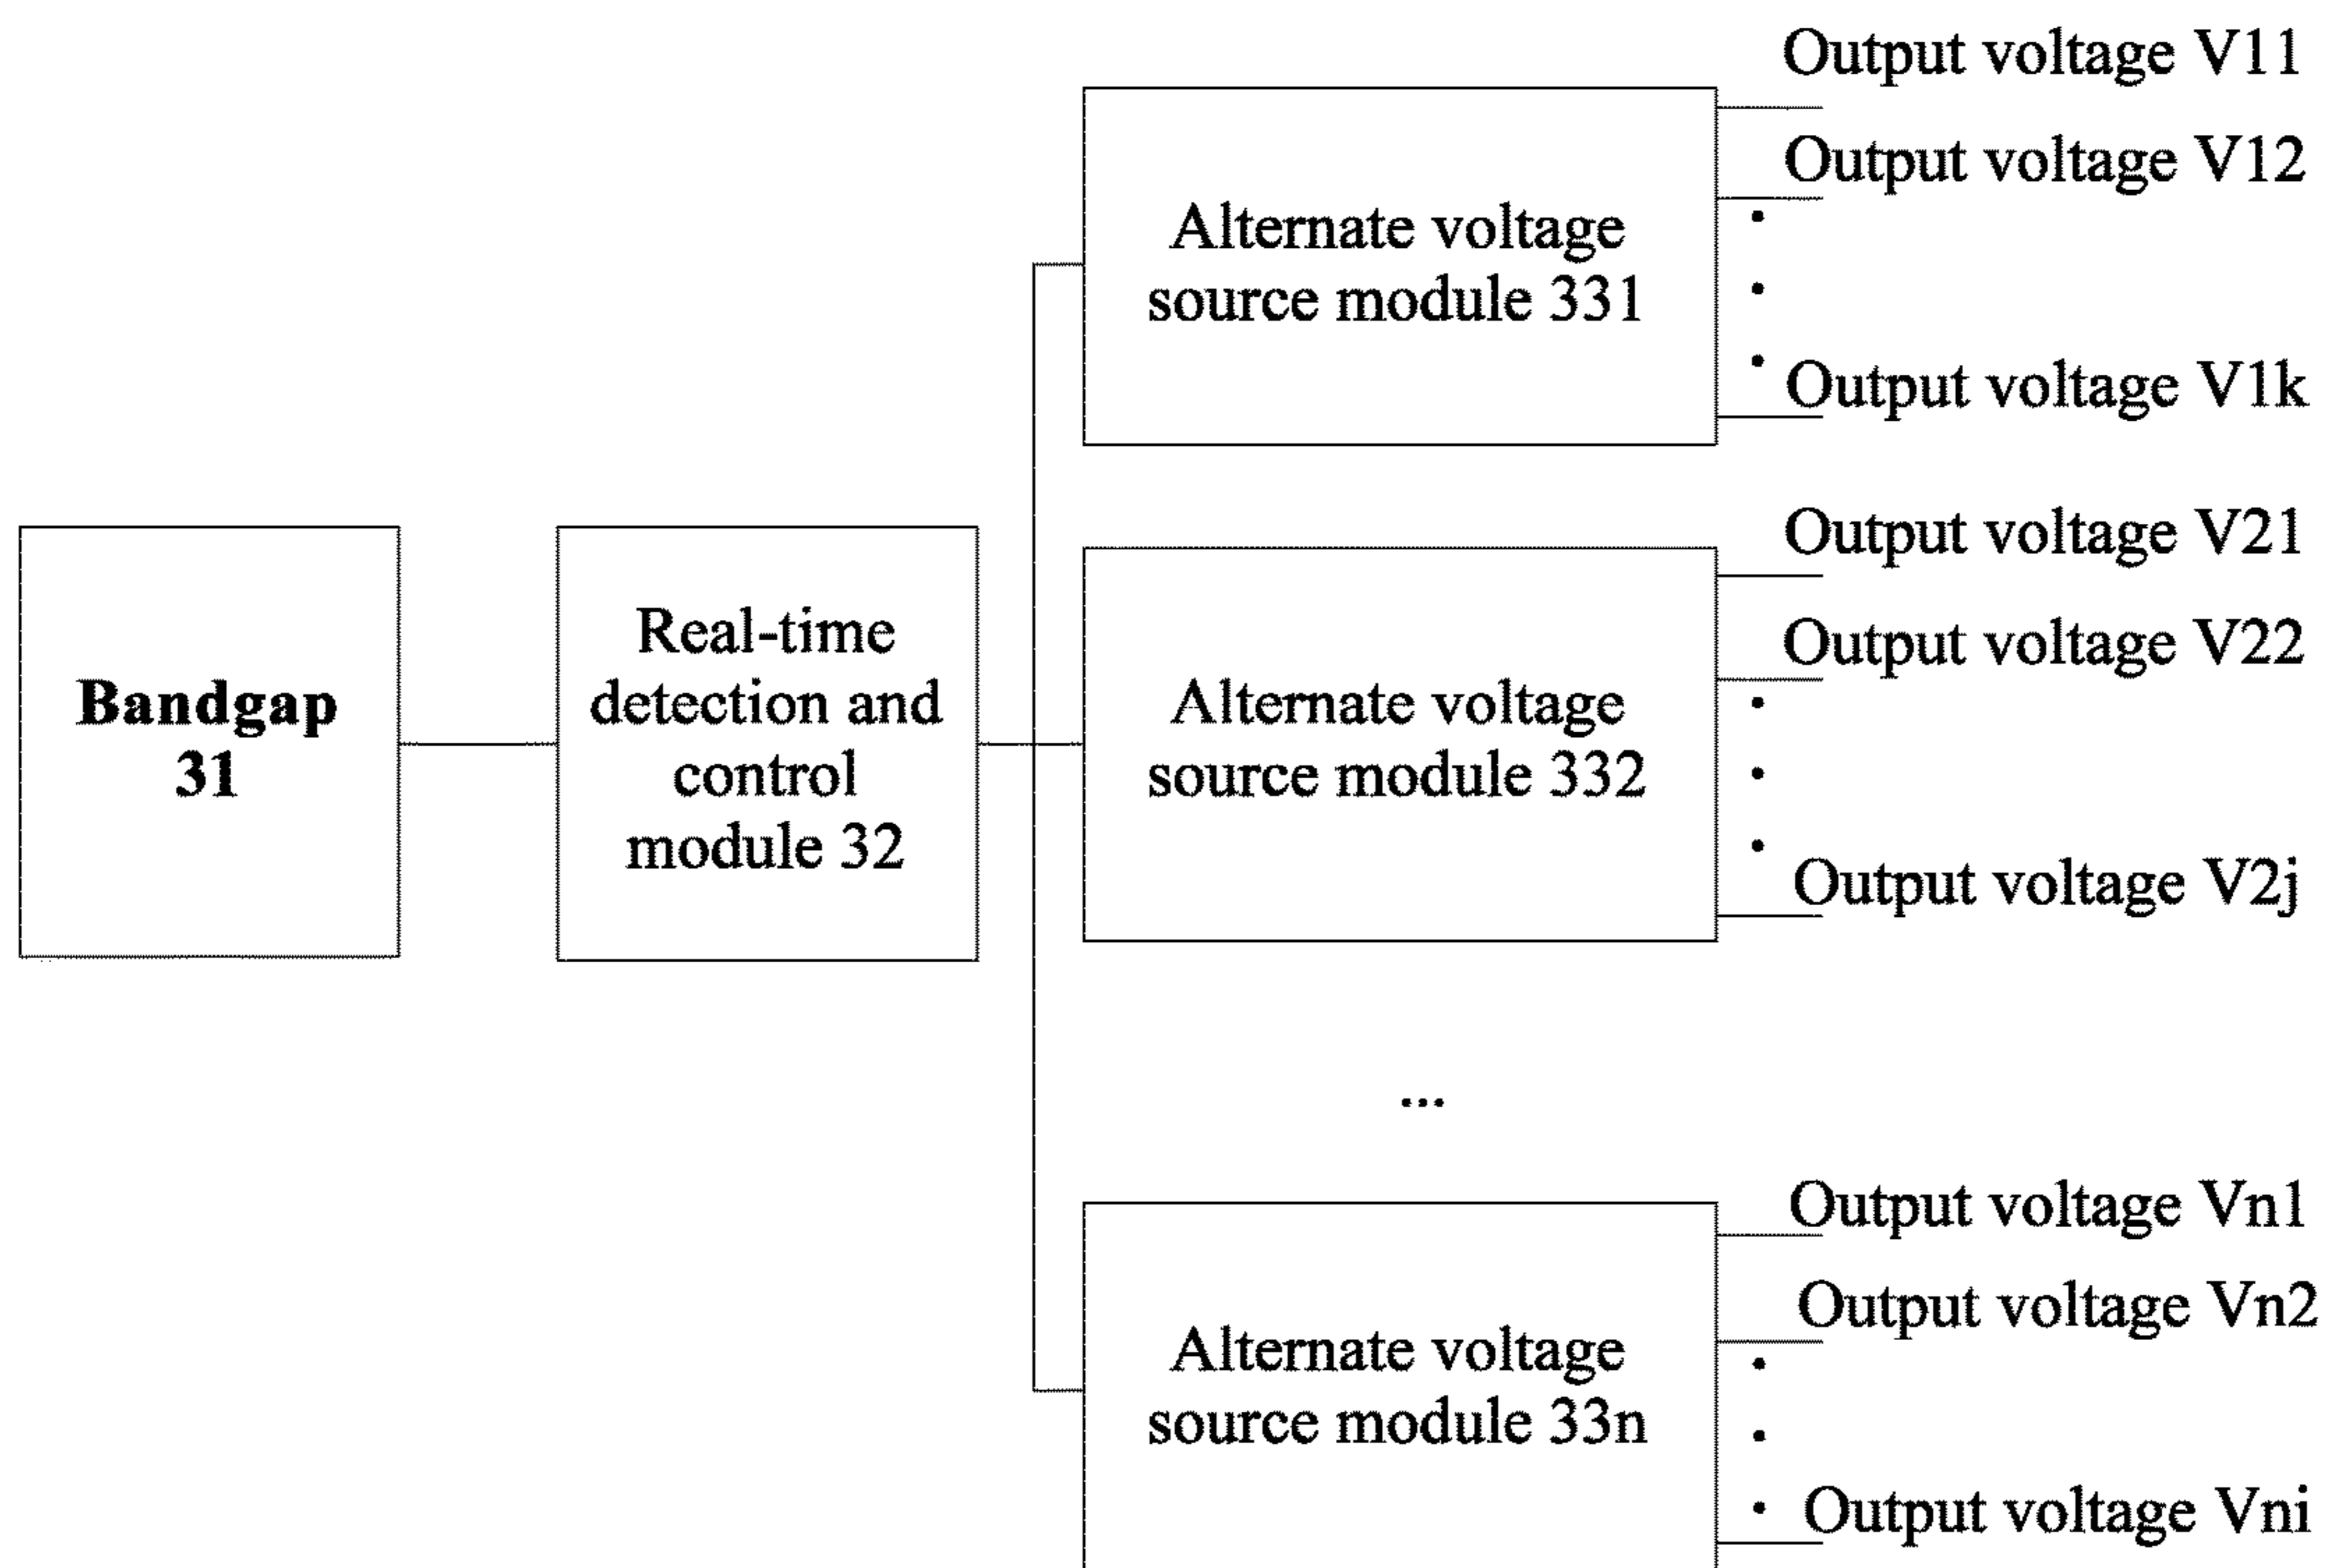 Output voltage V11
Output voltage V12
Alternate voltage
source module 331
Output voltage V1k
Bandgap
31
Real-time
detection and
control
module 32
Output voltage V21
Output voltage V22
Alternate voltage
source module 332
Output voltage V2j
...
Output voltage Vn1
Output voltage Vn2
Alternate voltage
source module 33n
Output voltage Vni